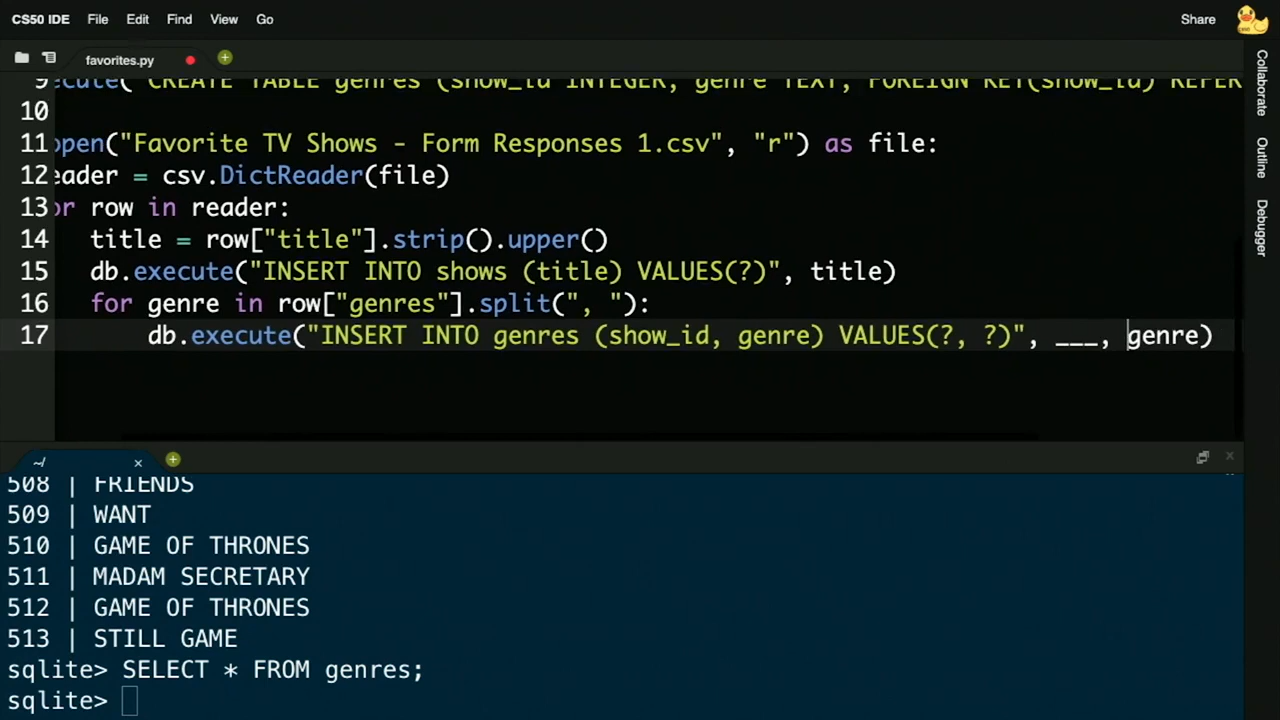 CS50 IDE File Edit Find View Go Share
favorites.py
9 ecute("CREATE TABLE genres (show_id INTEGER, genre TEXT, FOREIGN KEY(show_id) REFER
10
11 open("Favorite TV Shows - Form Responses 1.csv", "r") as file:
12 eader = csv.DictReader(file)
13 or row in reader:
14 title = row["title"].strip().upper()
15 db.execute("INSERT INTO shows (title) VALUES(?)", title)
16 for genre in row["genres"].split(", "):
17 db.execute("INSERT INTO genres (show_id, genre) VALUES(?, ?)", ___, genre)
Collaborate
Outline
Debugger
~/
508 | FRIENDS
509 | WANT
510 | GAME OF THRONES
511 | MADAM SECRETARY
512 | GAME OF THRONES
513 | STILL GAME
sqlite> SELECT * FROM genres;
sqlite>